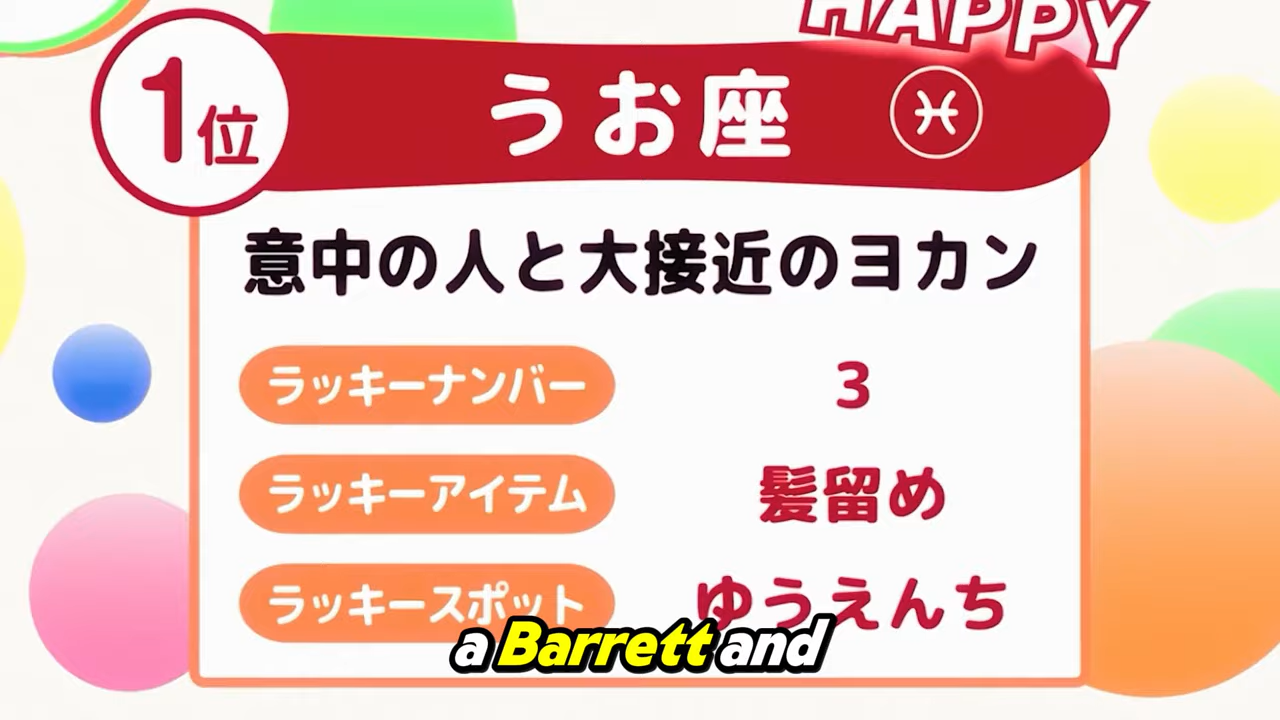 HAPPY
1位
うお座
意中の人と大接近のヨカン
ラッキーナンバー 3
ラッキーアイテム 髪留め
ラッキースポット ゆうえんち
a Barrett and